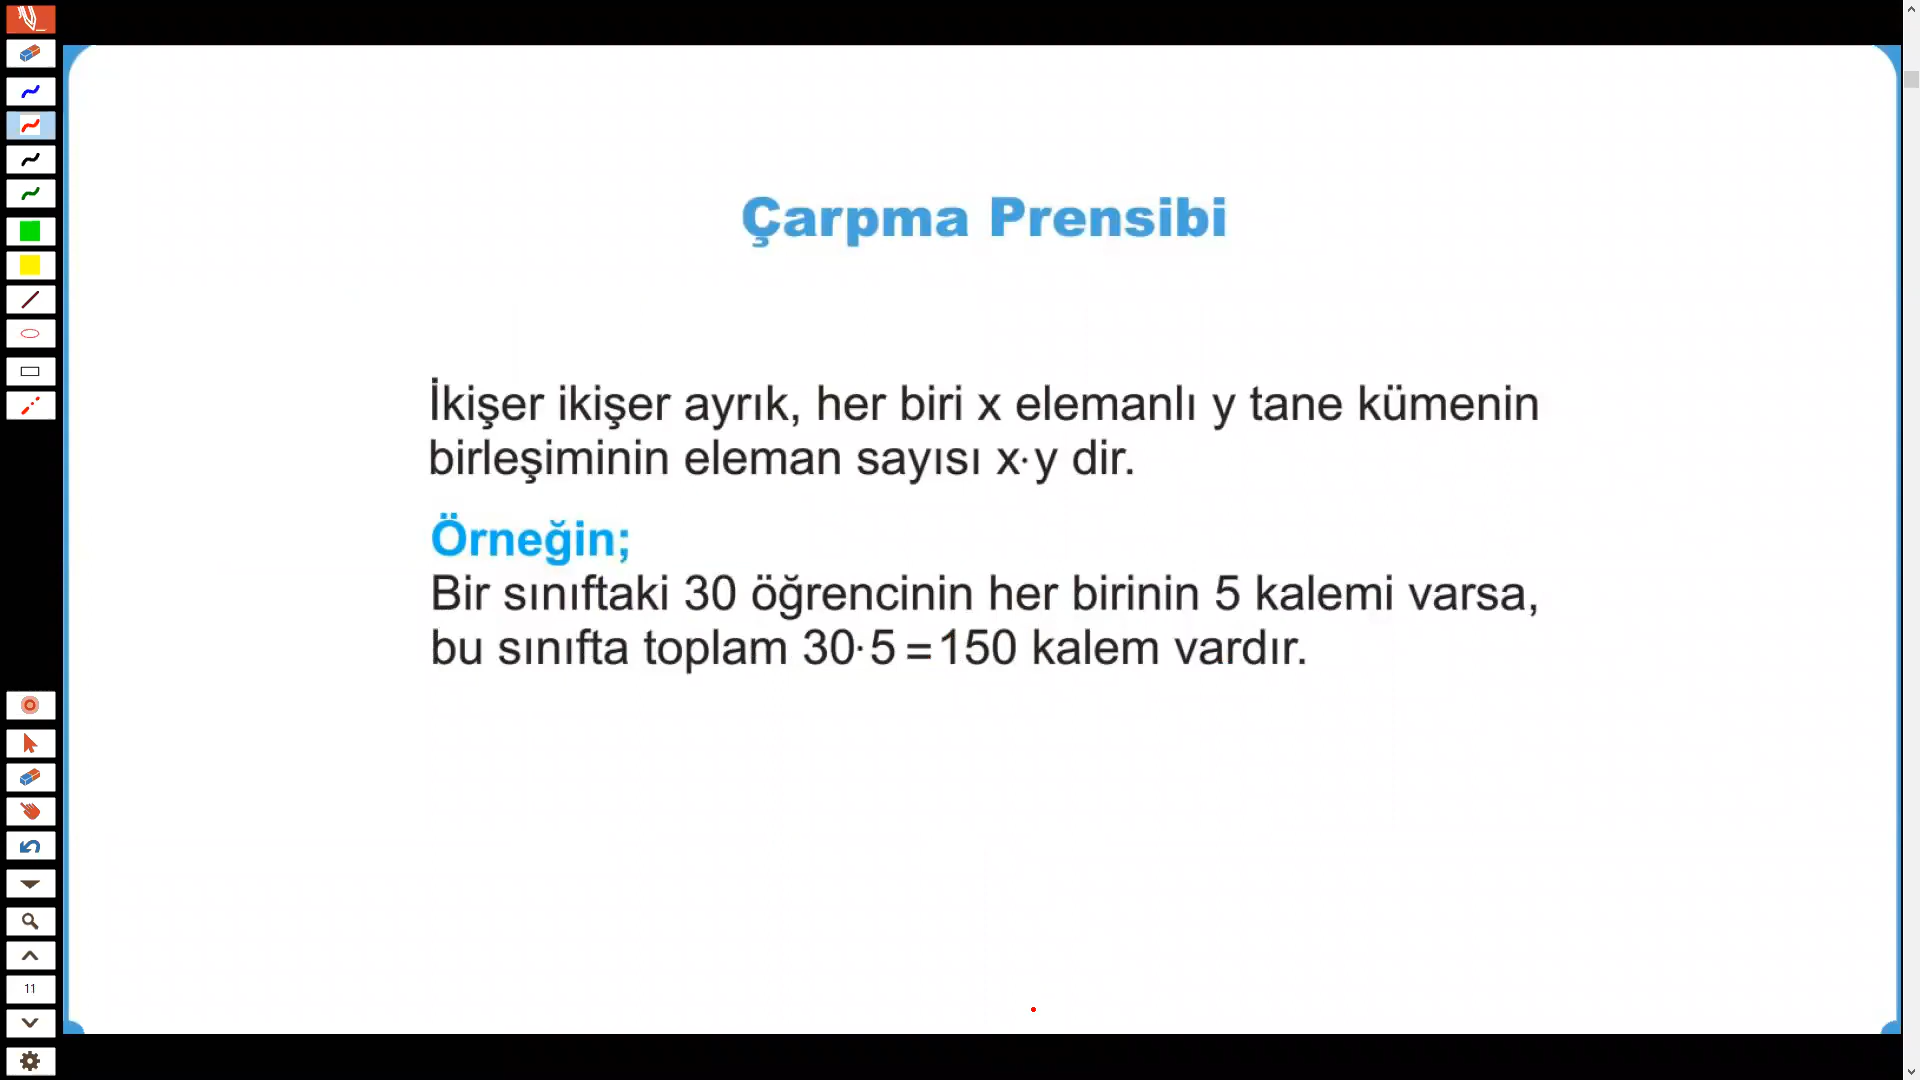 Çarpma Prensibi
İkişer ikişer ayrık, her biri x elemanlı y tane kümenin
birleşiminin eleman sayısı x·y dir.
Örneğin;
Bir sınıftaki 30 öğrencinin her birinin 5 kalemi varsa,
bu sınıfta toplam 30·5=150 kalem vardır.
11